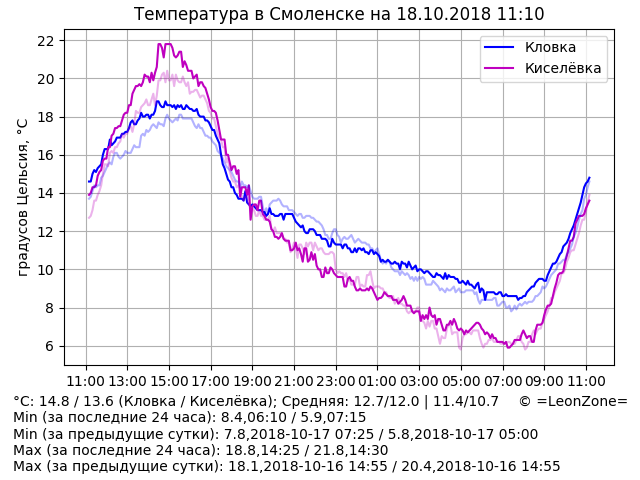 Температура в Смоленске на 18.10.2018 11:10
Кловка
Киселёвка
градусов Цельсия, °C
22
20
18
16
14
12
10
8
6
11:00 13:00 15:00 17:00 19:00 21:00 23:00 01:00 03:00 05:00 07:00 09:00 11:00
°C: 14.8 / 13.6 (Кловка / Киселёвка); Средняя: 12.7/12.0 | 11.4/10.7 © =LeonZone=
Min (за последние 24 часа): 8.4,06:10 / 5.9,07:15
Min (за предыдущие сутки): 7.8,2018-10-17 07:25 / 5.8,2018-10-17 05:00
Max (за последние 24 часа): 18.8,14:25 / 21.8,14:30
Max (за предыдущие сутки): 18.1,2018-10-16 14:55 / 20.4,2018-10-16 14:55